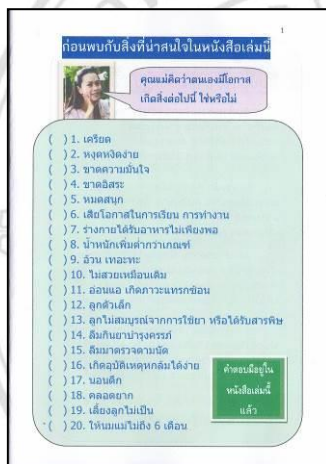 1
ก่อนพบกับสิ่งที่น่าสนใจในหนังสือเล่มนี้
คุณแม่คิดว่าตนเองมีโอกาส
เกิดสิ่งต่อไปนี้ ใช่หรือไม่
( ) 1. เครียด
( ) 2. หงุดหงิดง่าย
( ) 3. ขาดความมั่นใจ
( ) 4. ขาดอิสระ
( ) 5. หมดสนุก
( ) 6. เสียโอกาสในการเรียน การทำงาน
( ) 7. ร่างกายได้รับอาหารไม่เพียงพอ
( ) 8. น้ำหนักเพิ่มต่ำกว่าเกณฑ์
( ) 9. อ้วน เทอะทะ
( ) 10. ไม่สวยเหมือนเดิม
( ) 11. อ่อนแอ เกิดภาวะแทรกซ้อน
( ) 12. ลูกตัวเล็ก
( ) 13. ลูกไม่สมบูรณ์จากการใช้ยา หรือได้รับสารพิษ
( ) 14. ลืมกินยาบำรุงครรภ์
( ) 15. ลืมมาตรวจตามนัด
( ) 16. เกิดอุบัติเหตุหกล้มได้ง่าย
( ) 17. นอนดึก
( ) 18. คลอดยาก
( ) 19. เลี้ยงลูกไม่เป็น
( ) 20. ให้นมแม่ไม่ถึง 6 เดือน
คำตอบมีอยู่ใน
หนังสือเล่มนี้
แล้ว